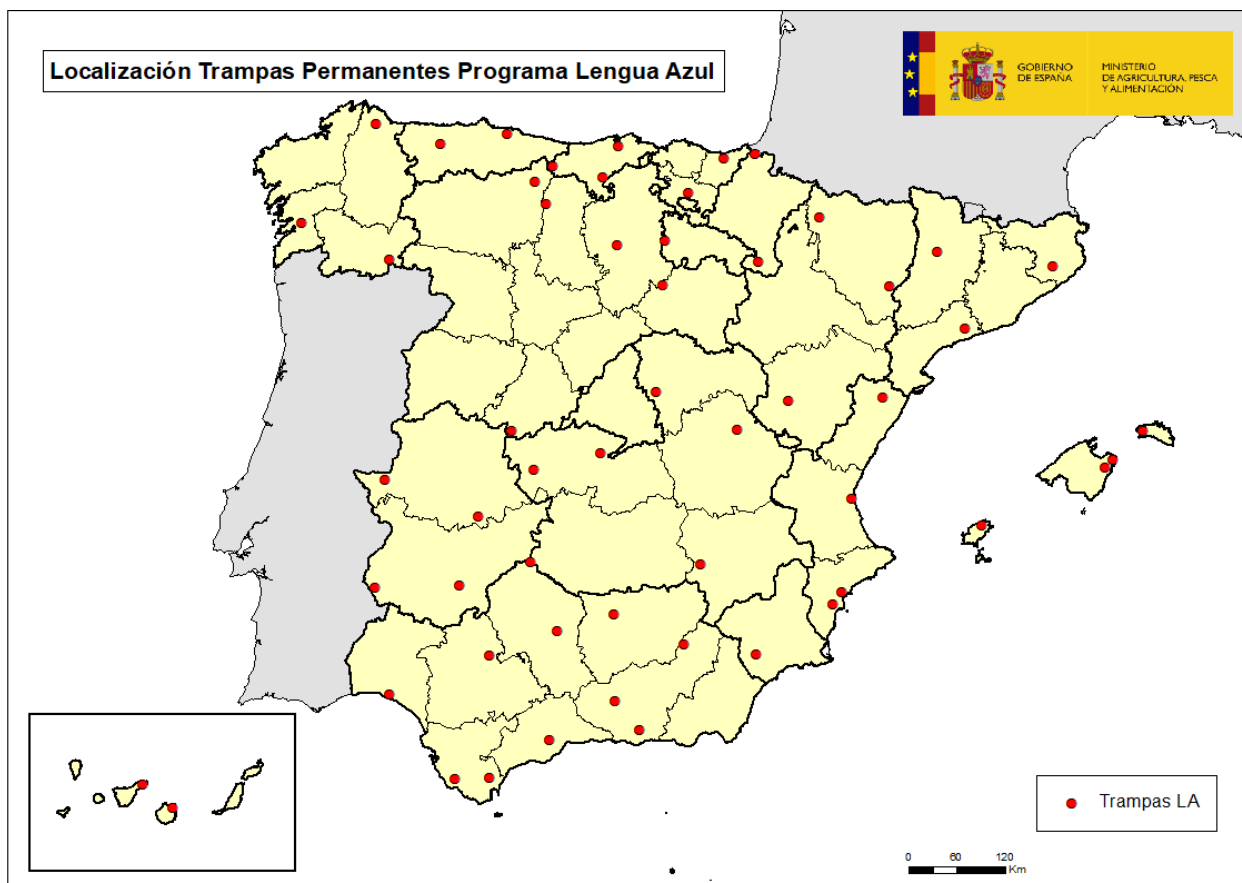 Localización Trampas Permanentes Programa Lengua Azul
GOBIERNO
DE ESPAÑA
MINISTERIO
DE AGRICULTURA, PESCA
Y ALIMENTACIÓN
Trampas LA
0 60 120
Km